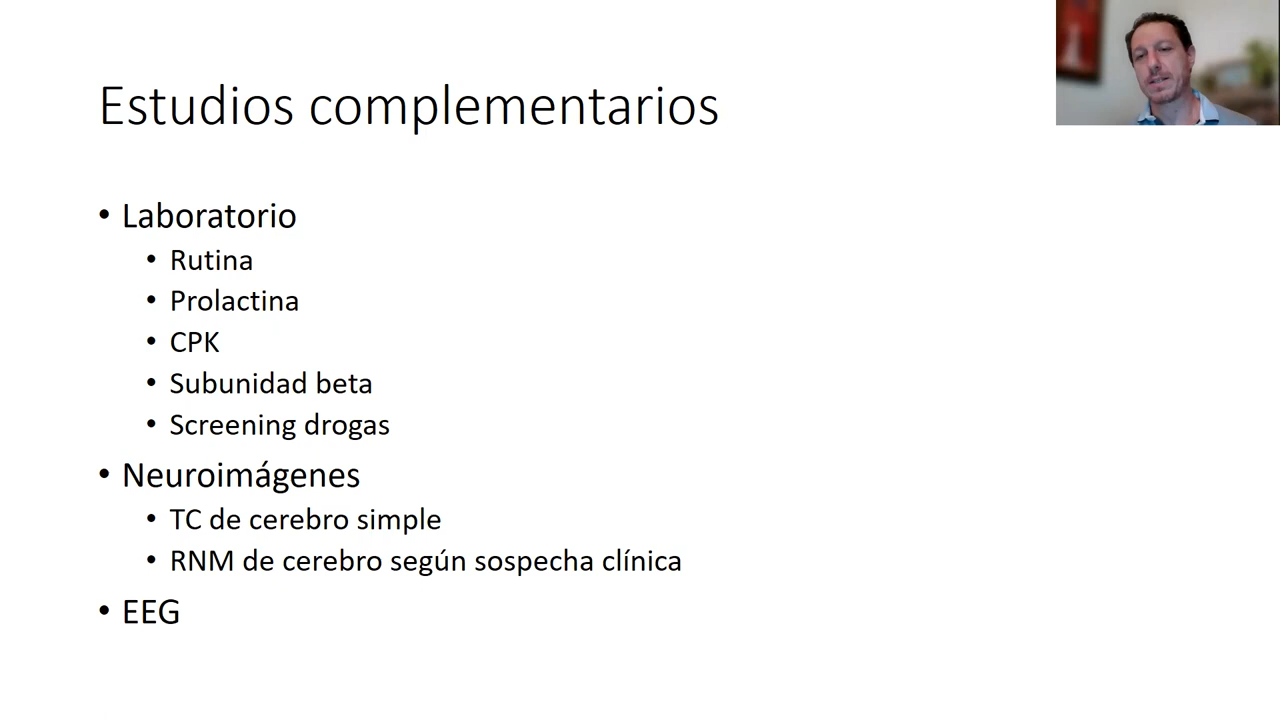 Estudios complementarios
• Laboratorio
• Rutina
• Prolactina
• CPK
• Subunidad beta
• Screening drogas
• Neuroimágenes
• TC de cerebro simple
• RNM de cerebro según sospecha clínica
• EEG